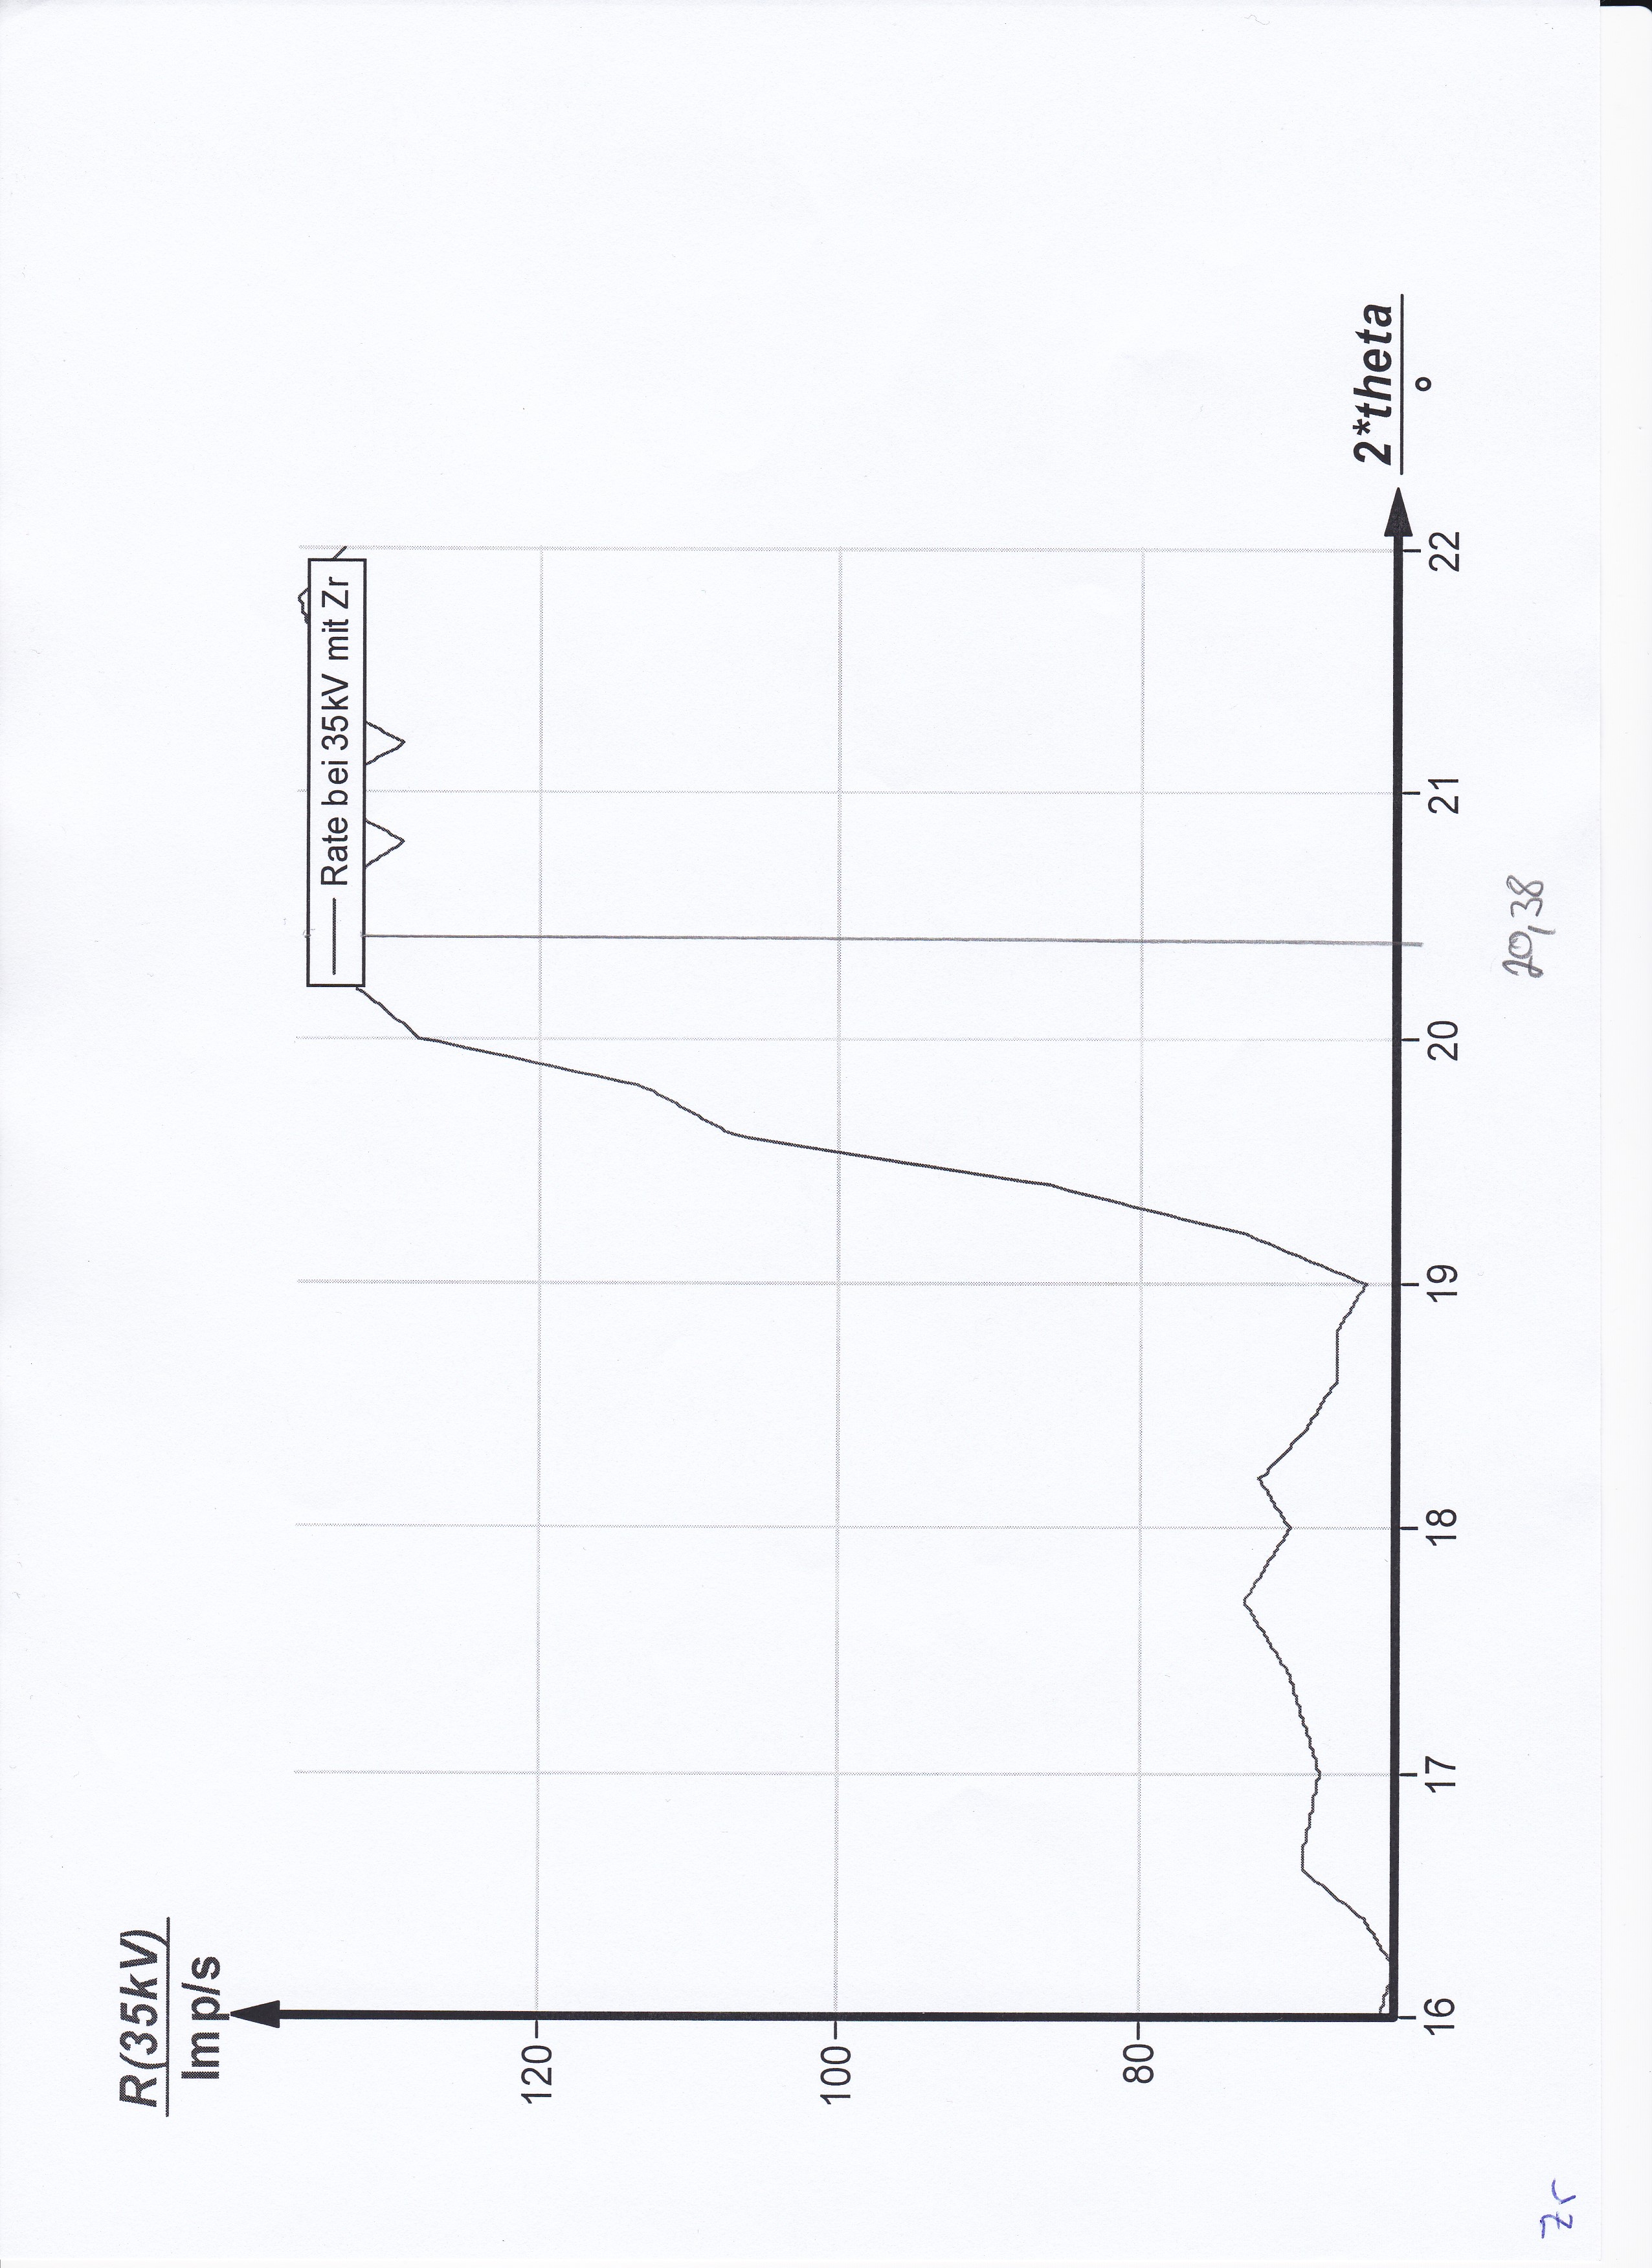 R(35kV)
Imp/s
Rate bei 35kV mit Zr
120
100
80
16
17
18
19
20
21
22
2*theta
°
20,38
Zr